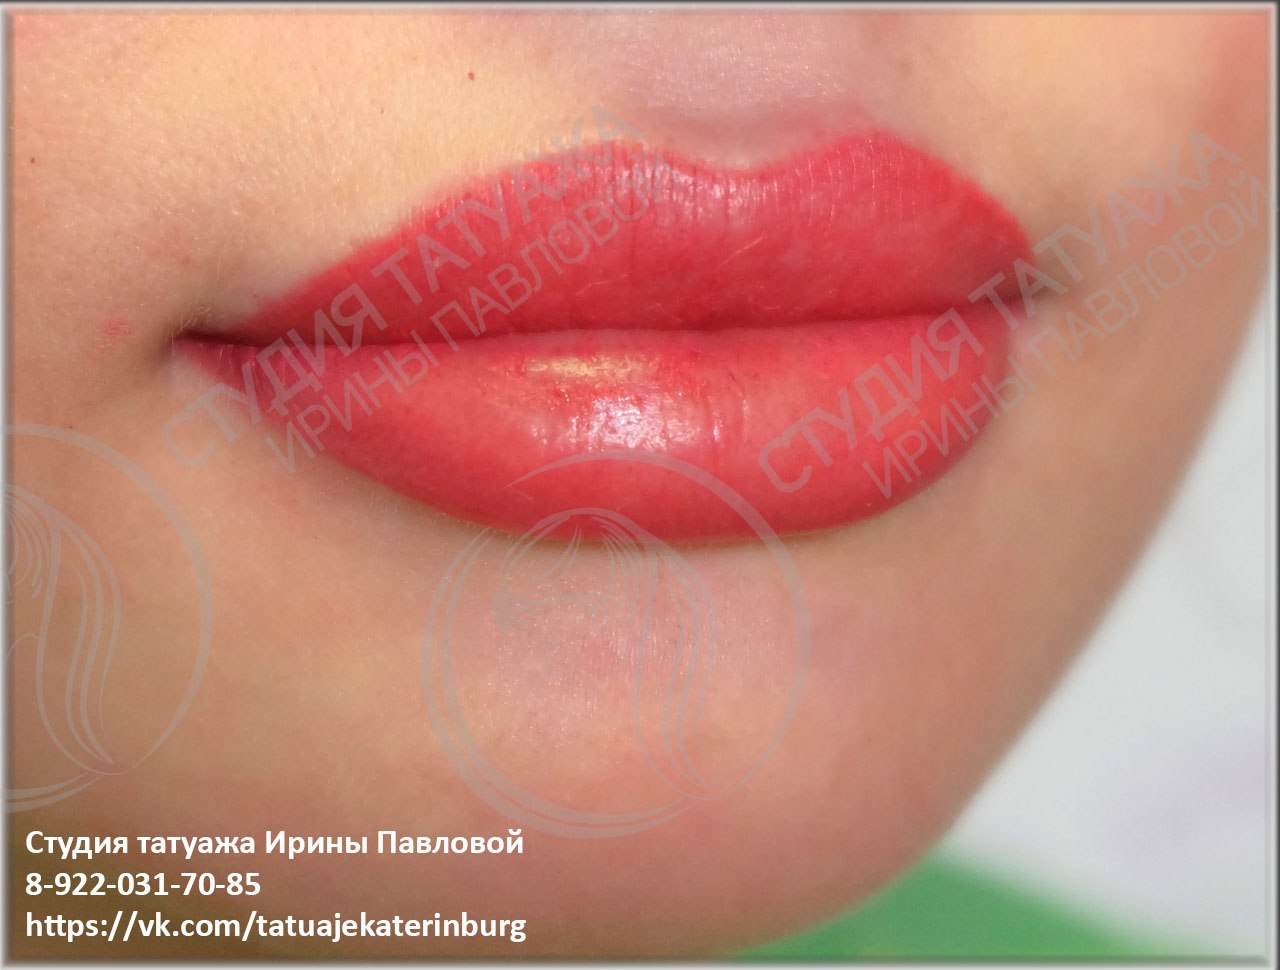 СТУДИЯ ТАТУАЖА
ИРИНЫ ПАВЛОВОЙ
СТУДИЯ ТАТУАЖА
ИРИНЫ ПАВЛОВОЙ
Студия татуажа Ирины Павловой
8-922-031-70-85
https://vk.com/tatuajekaterinburg